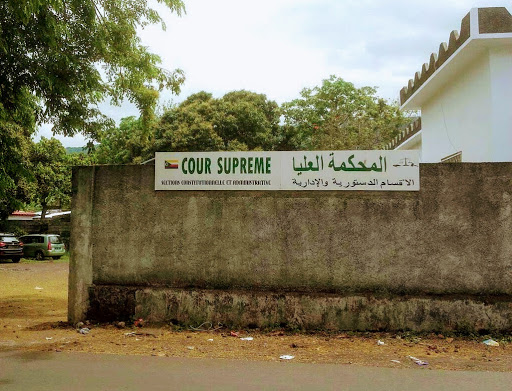 COUR SUPREME
SECTIONS CONSTITUTIONNELLE ET ADMINISTRATIVE
المحكمة العليا
الاقسام الدستورية والإدارية